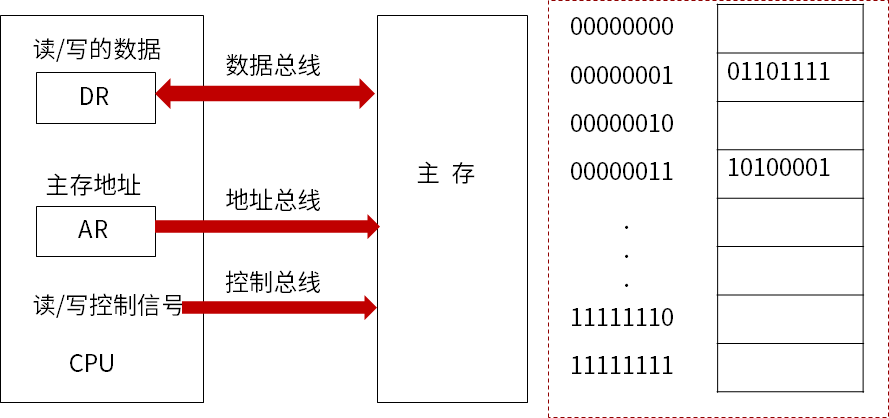 读/写的数据
DR
数据总线
主存地址
AR
地址总线
读/写控制信号
控制总线
CPU
主 存
00000000
00000001 01101111
00000010
00000011 10100001
.
.
.
11111110
11111111